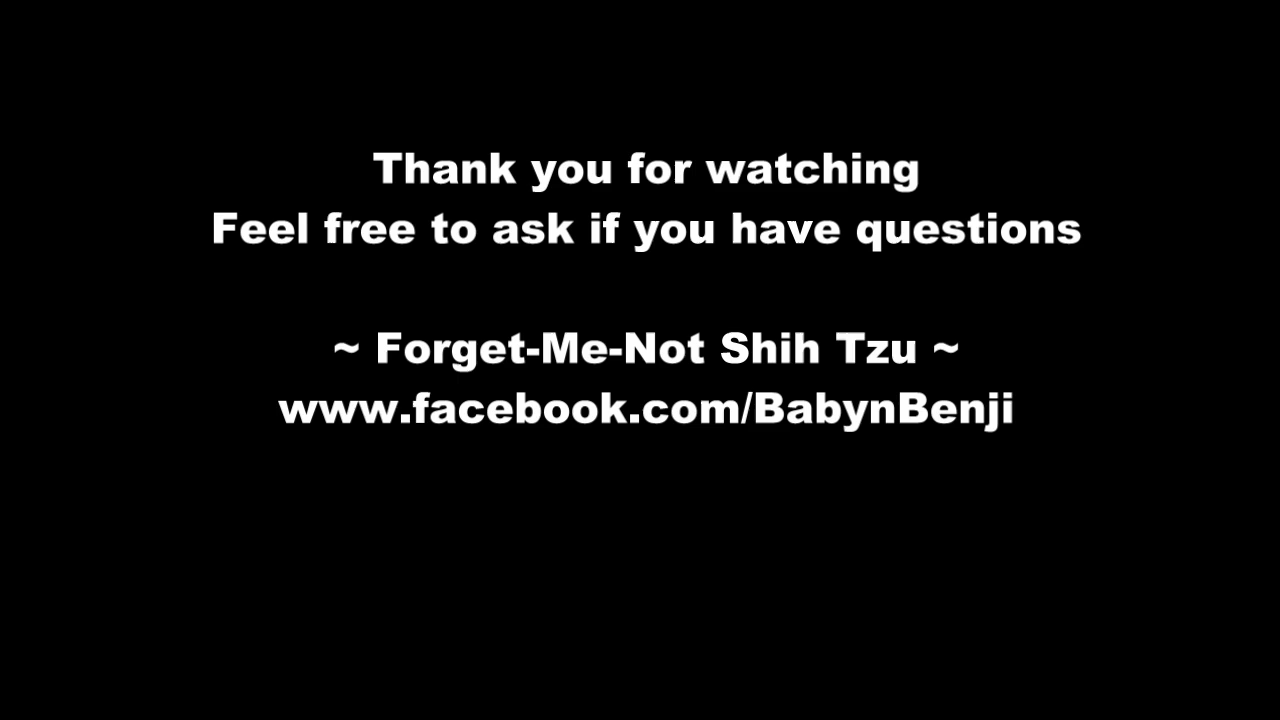 Thank you for watching
Feel free to ask if you have questions
~ Forget-Me-Not Shih Tzu ~
www.facebook.com/BabynBenji